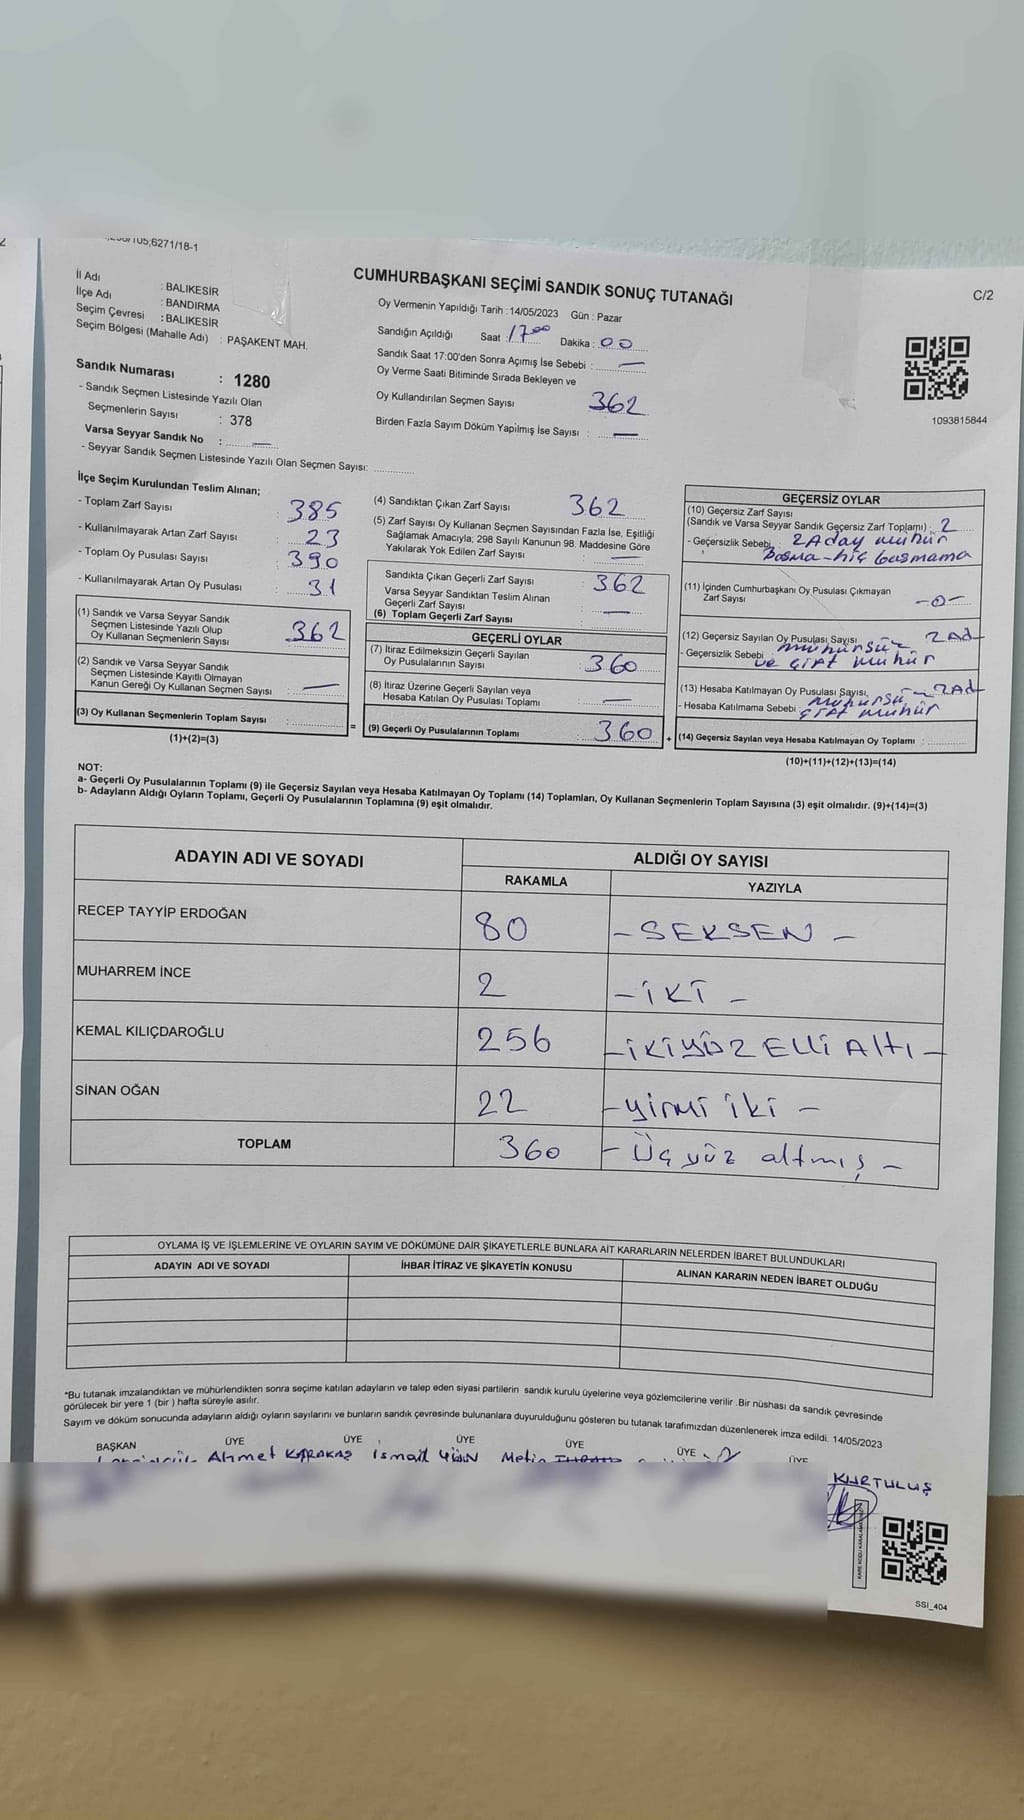 CUMHURBAŞKANI SEÇİMİ SANDIK SONUÇ TUTANAĞI
C/2
İl Adı : BALIKESİR
İlçe Adı : BANDIRMA
Seçim Çevresi : BALIKESİR
Seçim Bölgesi (Mahalle Adı) : PAŞAKENT MAH.
Sandık Numarası : 1280
- Sandık Seçmen Listesinde Yazılı Olan
Seçmenlerin Sayısı : 378
Varsa Seyyar Sandık No : —
- Seyyar Sandık Seçmen Listesinde Yazılı Olan Seçmen Sayısı:
Oy Vermenin Yapıldığı Tarih : 14/05/2023 Gün : Pazar
Sandığın Açıldığı Saat : 17 00 Dakika : 00
Sandık Saat 17:00'den Sonra Açımış İse Sebebi : —
Oy Verme Saati Bitiminde Sırada Bekleyen ve
Oy Kullandırılan Seçmen Sayısı 362
Birden Fazla Sayım Döküm Yapılmış İse Sayısı : —
1093815844
İlçe Seçim Kurulundan Teslim Alınan;
- Toplam Zarf Sayısı : 385
- Kullanılmayarak Artan Zarf Sayısı : 23
- Toplam Oy Pusulası Sayısı : 390
- Kullanılmayarak Artan Oy Pusulası : 31
(1) Sandık ve Varsa Seyyar Sandık
Seçmen Listesinde Yazılı Olup
Oy Kullanan Seçmenlerin Sayısı : 362
(2) Sandık ve Varsa Seyyar Sandık
Seçmen Listesinde Kayıtlı Olmayan
Kanun Gereği Oy Kullanan Seçmen Sayısı : —
(3) Oy Kullanan Seçmenlerin Toplam Sayısı :
(1)+(2)=(3)
(4) Sandıktan Çıkan Zarf Sayısı : 362
(5) Zarf Sayısı Oy Kullanan Seçmen Sayısından Fazla İse, Eşitliği
Sağlamak Amacıyla; 298 Sayılı Kanunun 98. Maddesine Göre
Yakılarak Yok Edilen Zarf Sayısı : —
Sandıkta Çıkan Geçerli Zarf Sayısı : 362
Varsa Seyyar Sandıktan Teslim Alınan
Geçerli Zarf Sayısı : —
(6) Toplam Geçerli Zarf Sayısı :
GEÇERLİ OYLAR
(7) İtiraz Edilmeksizin Geçerli Sayılan
Oy Pusulalarının Sayısı : 360
(8) İtiraz Üzerine Geçerli Sayılan veya
Hesaba Katılan Oy Pusulası Toplamı : —
= (9) Geçerli Oy Pusulalarının Toplamı : 360 +
GEÇERSİZ OYLAR
(10) Geçersiz Zarf Sayısı
(Sandık ve Varsa Seyyar Sandık Geçersiz Zarf Toplamı) : 2
- Geçersizlik Sebebi : 2 Aday mühür
Basma - hiç basmama
(11) İçinden Cumhurbaşkanı Oy Pusulası Çıkmayan
Zarf Sayısı : -0-
(12) Geçersiz Sayılan Oy Pusulası Sayısı : 2 Ad
- Geçersizlik Sebebi : mühürsüz
ve çift mühür
(13) Hesaba Katılmayan Oy Pusulası Sayısı, 2 Ad
- Hesaba Katılmama Sebebi : mühürsüz
çift mühür
(14) Geçersiz Sayılan veya Hesaba Katılmayan Oy Toplamı :
(10)+(11)+(12)+(13)=(14)
NOT:
a- Geçerli Oy Pusulalarının Toplamı (9) ile Geçersiz Sayılan veya Hesaba Katılmayan Oy Toplamı (14) Toplamları, Oy Kullanan Seçmenlerin Toplam Sayısına (3) eşit olmalıdır. (9)+(14)=(3)
b- Adayların Aldığı Oyların Toplamı, Geçerli Oy Pusulalarının Toplamına (9) eşit olmalıdır.
ADAYIN ADI VE SOYADI ALDIĞI OY SAYISI
RAKAMLA YAZIYLA
RECEP TAYYİP ERDOĞAN 80 - SEKSEN -
MUHARREM İNCE 2 - İKİ -
KEMAL KILIÇDAROĞLU 256 - iKiYÜZ ELLİ Altı -
SİNAN OĞAN 22 - yirmi iki -
TOPLAM 360 - Üç yüz altmış -
OYLAMA İŞ VE İŞLEMLERİNE VE OYLARIN SAYIM VE DÖKÜMÜNE DAİR ŞİKAYETLERLE BUNLARA AİT KARARLARIN NELERDEN İBARET BULUNDUKLARI
ADAYIN ADI VE SOYADI İHBAR İTİRAZ VE ŞİKAYETİN KONUSU ALINAN KARARIN NEDEN İBARET OLDUĞU
*Bu tutanak imzalandıktan ve mühürlendikten sonra seçime katılan adayların ve talep eden siyasi partilerin sandık kurulu üyelerine veya gözlemcilerine verilir .Bir nüshası da sandık çevresinde
görülecek bir yere 1 (bir ) hafta süreyle asılır.
Sayım ve döküm sonucunda adayların aldığı oyların sayılarını ve bunların sandık çevresinde bulunanlara duyurulduğunu gösteren bu tutanak tarafımızdan düzenlenerek imza edildi. 14/05/2023
BAŞKAN ÜYE ÜYE ÜYE ÜYE ÜYE ÜYE
Ahmet KARAKAŞ İsmail Metin
KURTULUŞ
SSI_404